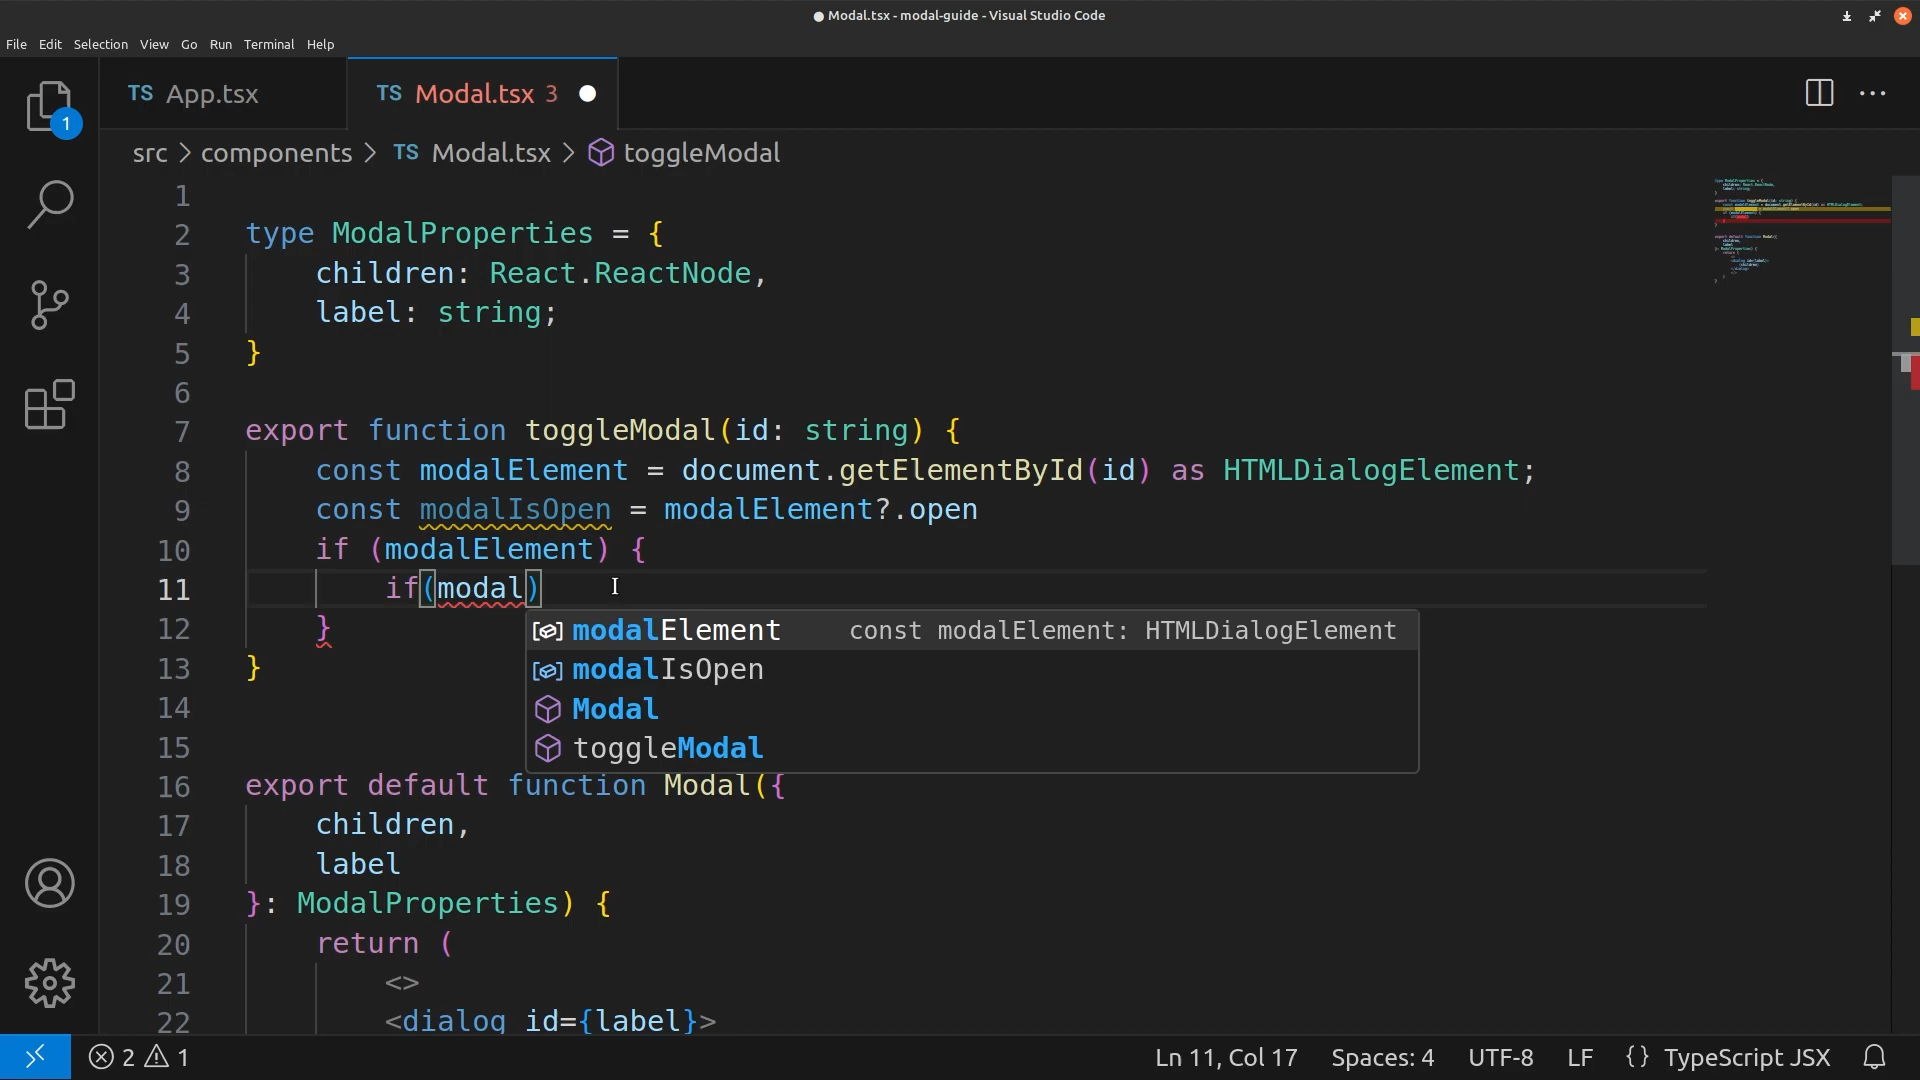 Modal.tsx - modal-guide - Visual Studio Code
File Edit Selection View Go Run Terminal Help
TS App.tsx
TS Modal.tsx 3
1
src > components > TS Modal.tsx > toggleModal
1
2 type ModalProperties = {
3 children: React.ReactNode,
4 label: string;
5 }
6
7 export function toggleModal(id: string) {
8 const modalElement = document.getElementById(id) as HTMLDialogElement;
9 const modalIsOpen = modalElement?.open
10 if (modalElement) {
11 if(modal)
12 }
13 }
14
15
16 export default function Modal({
17 children,
18 label
19 }: ModalProperties) {
20 return (
21 <>
22 <dialog id={label}>
modalElement const modalElement: HTMLDialogElement
modalIsOpen
Modal
toggleModal
2 1
Ln 11, Col 17 Spaces: 4 UTF-8 LF {} TypeScript JSX